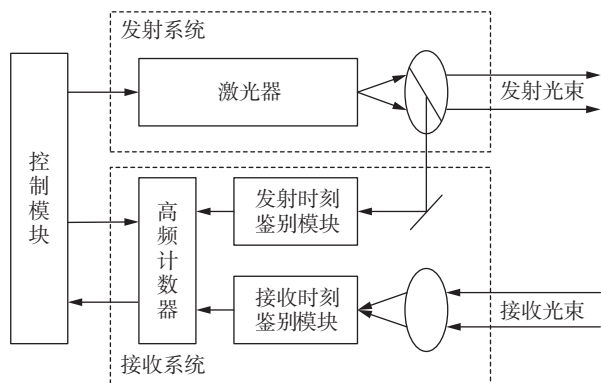 发射系统
激光器
发射光束
控制模块
高频计数器
发射时刻
鉴别模块
接收时刻
鉴别模块
接收光束
接收系统